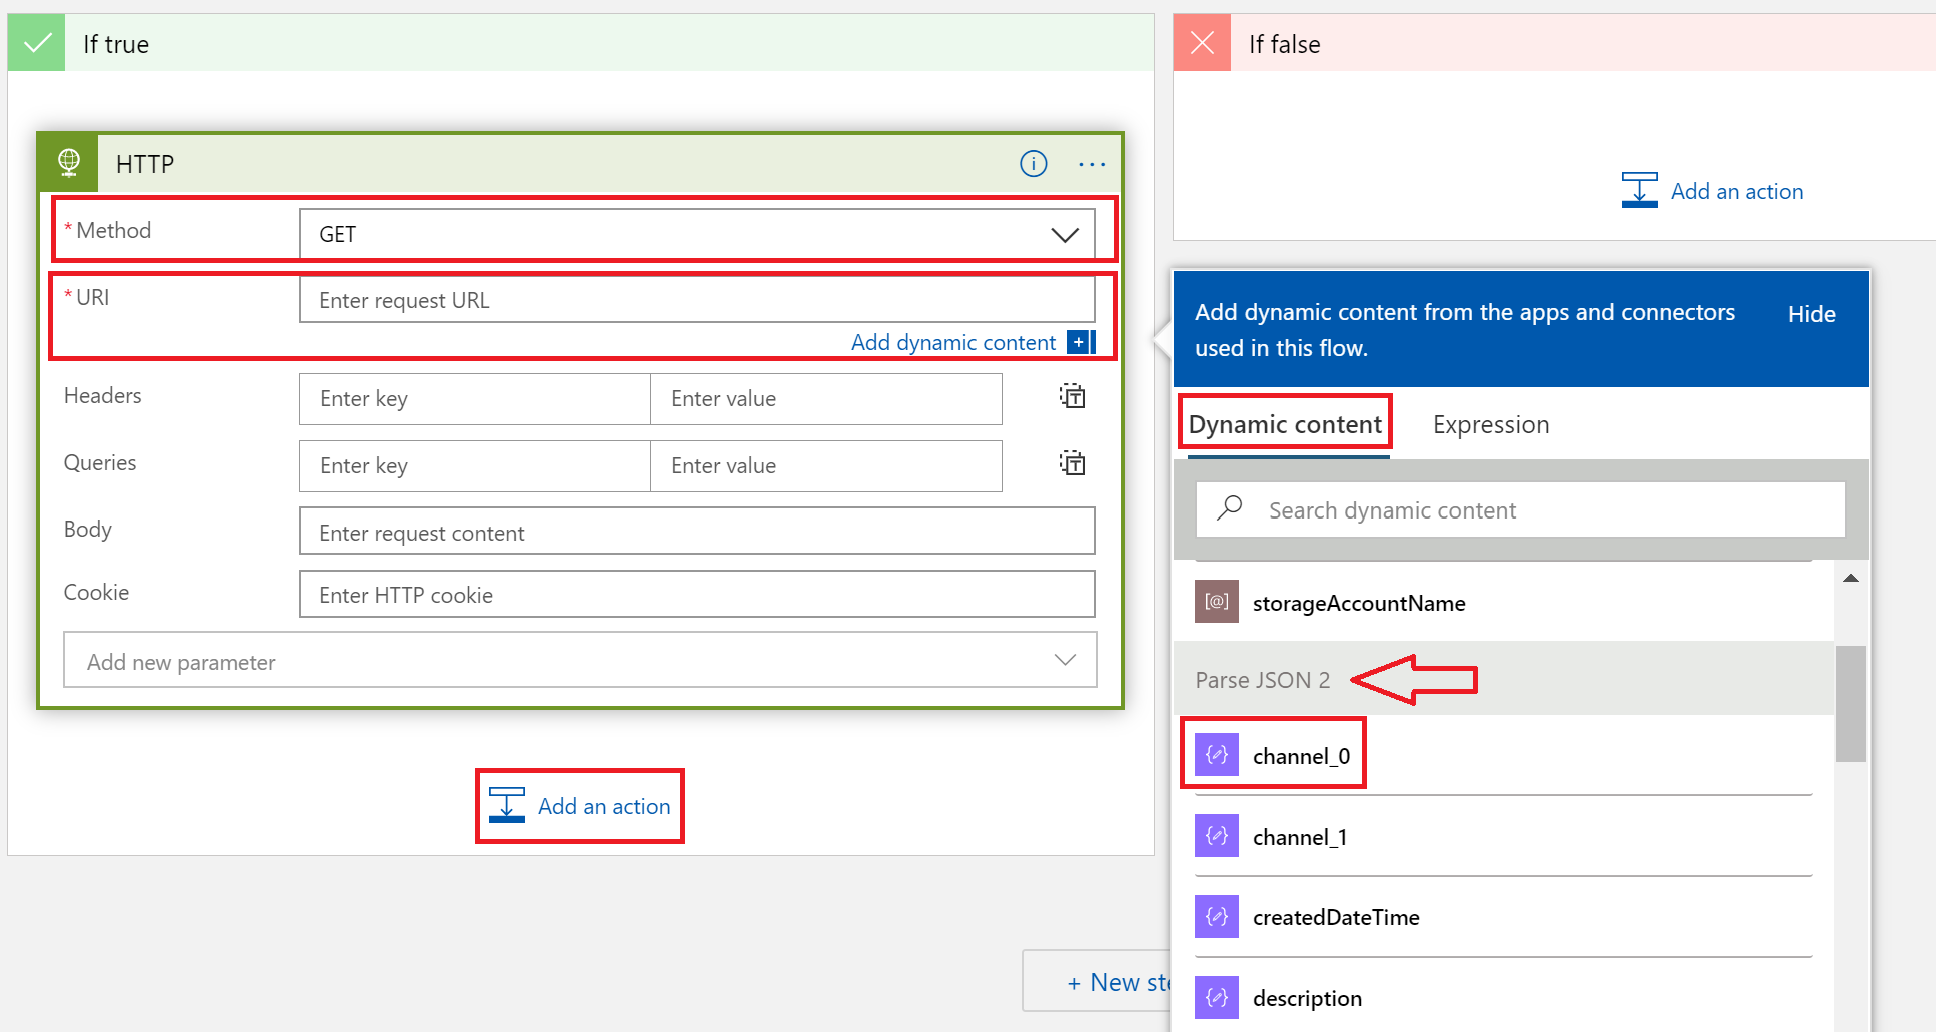 If true
HTTP
* Method
GET
* URI
Enter request URL
Add dynamic content
Headers
Enter key
Enter value
Queries
Enter key
Enter value
Body
Enter request content
Cookie
Enter HTTP cookie
Add new parameter
Add an action
If false
Add an action
Add dynamic content from the apps and connectors
used in this flow.
Hide
Dynamic content
Expression
Search dynamic content
storageAccountName
Parse JSON 2
channel_0
channel_1
createdDateTime
description
+ New ste